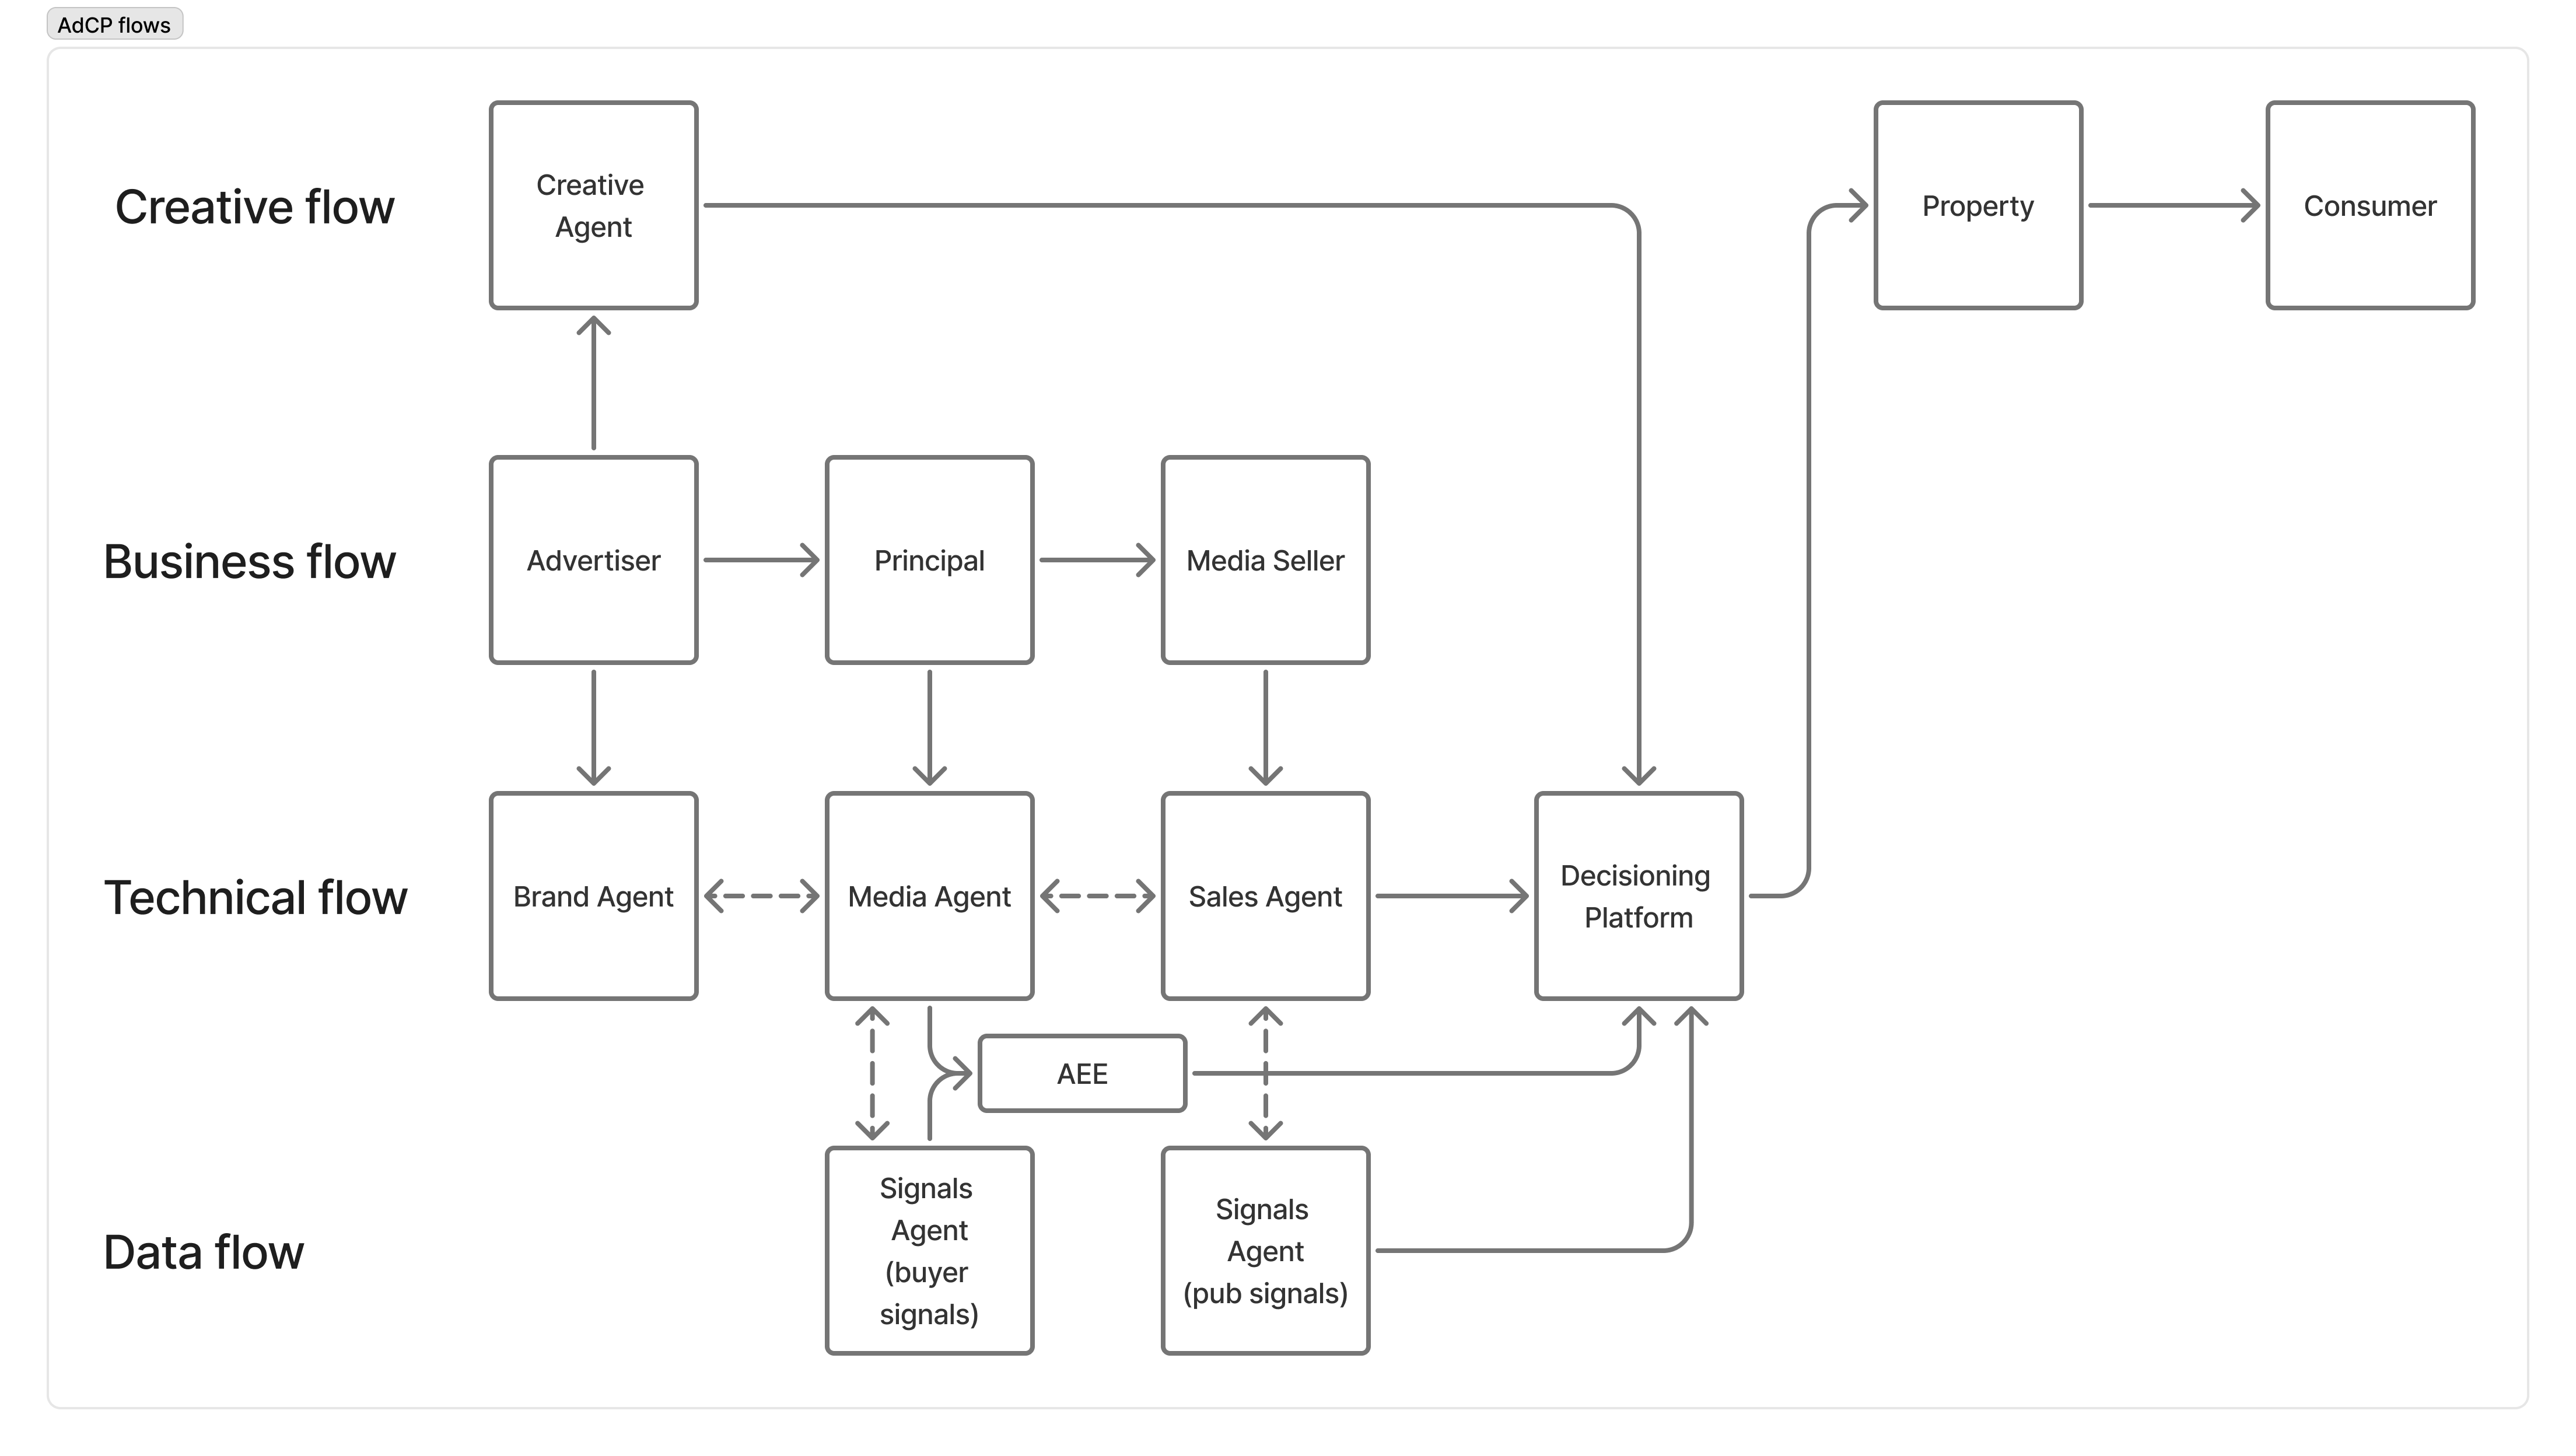 AdCP flows
Creative flow
Creative
Agent
Property
Consumer
Business flow
Advertiser
Principal
Media Seller
Technical flow
Brand Agent
Media Agent
Sales Agent
Decisioning
Platform
AEE
Data flow
Signals
Agent
(buyer
signals)
Signals
Agent
(pub signals)